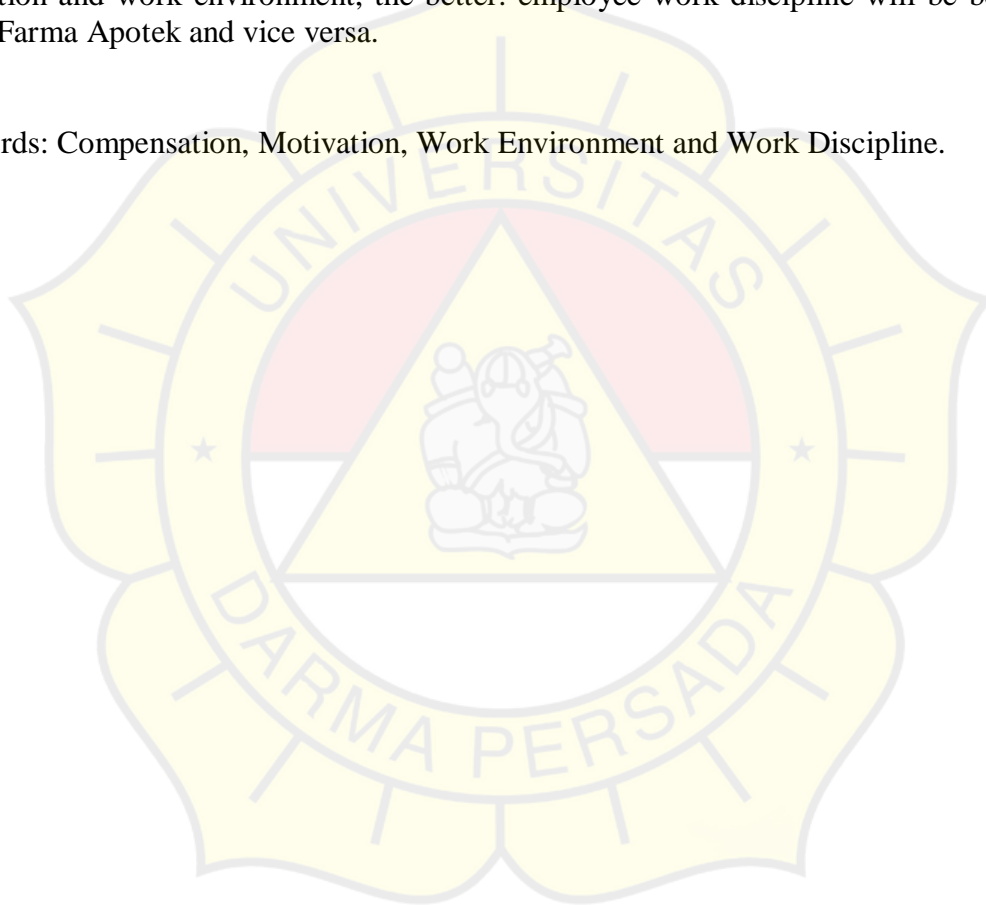 tion and work environment, the better. employee work discipline will be be
Farma Apotek and vice versa.
rds: Compensation, Motivation, Work Environment and Work Discipline.
UNIVERSITAS
DARMA PERSADA